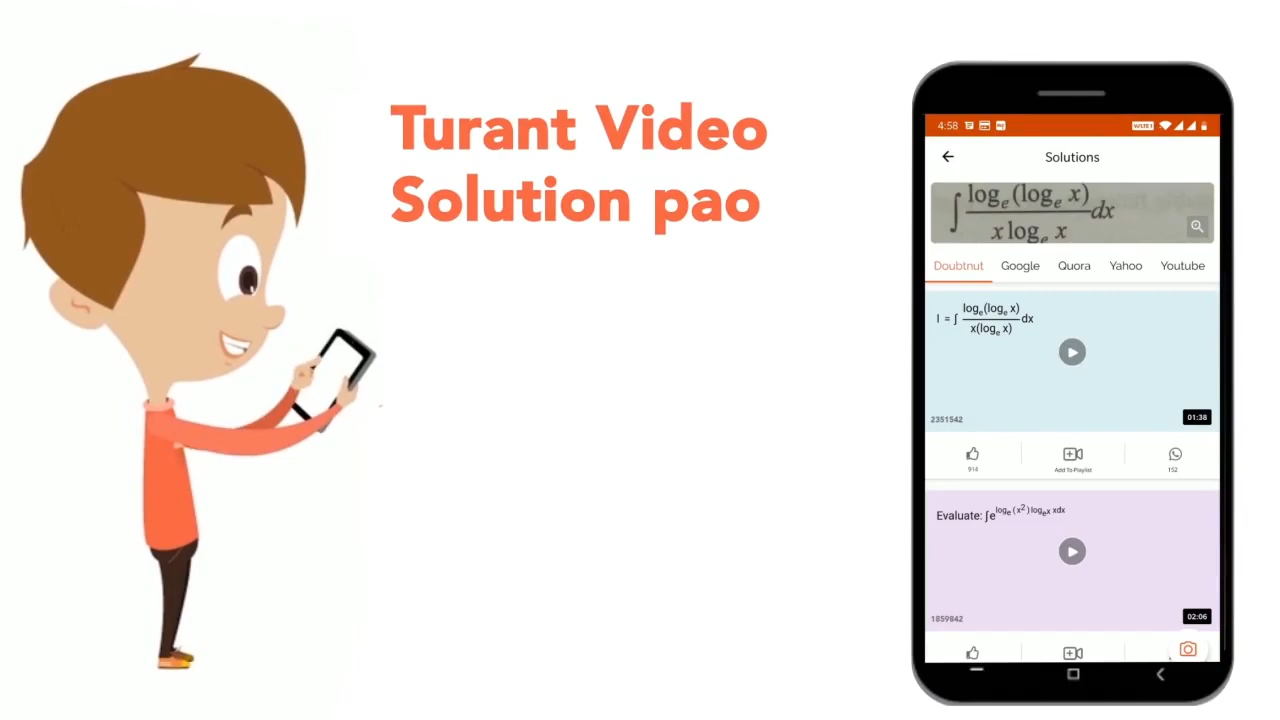 Turant Video
Solution pao
4:58
VoLTE1
Solutions
∫ logₑ(logₑ x) / x logₑ x dx
Doubtnut Google Quora Yahoo Youtube
I = ∫ logₑ(logₑ x) / x(logₑ x) dx
2351542 01:38
914 Add To Playlist 152
Evaluate: ∫e^logₑ(x²)logₑx xdx
1859842 02:06